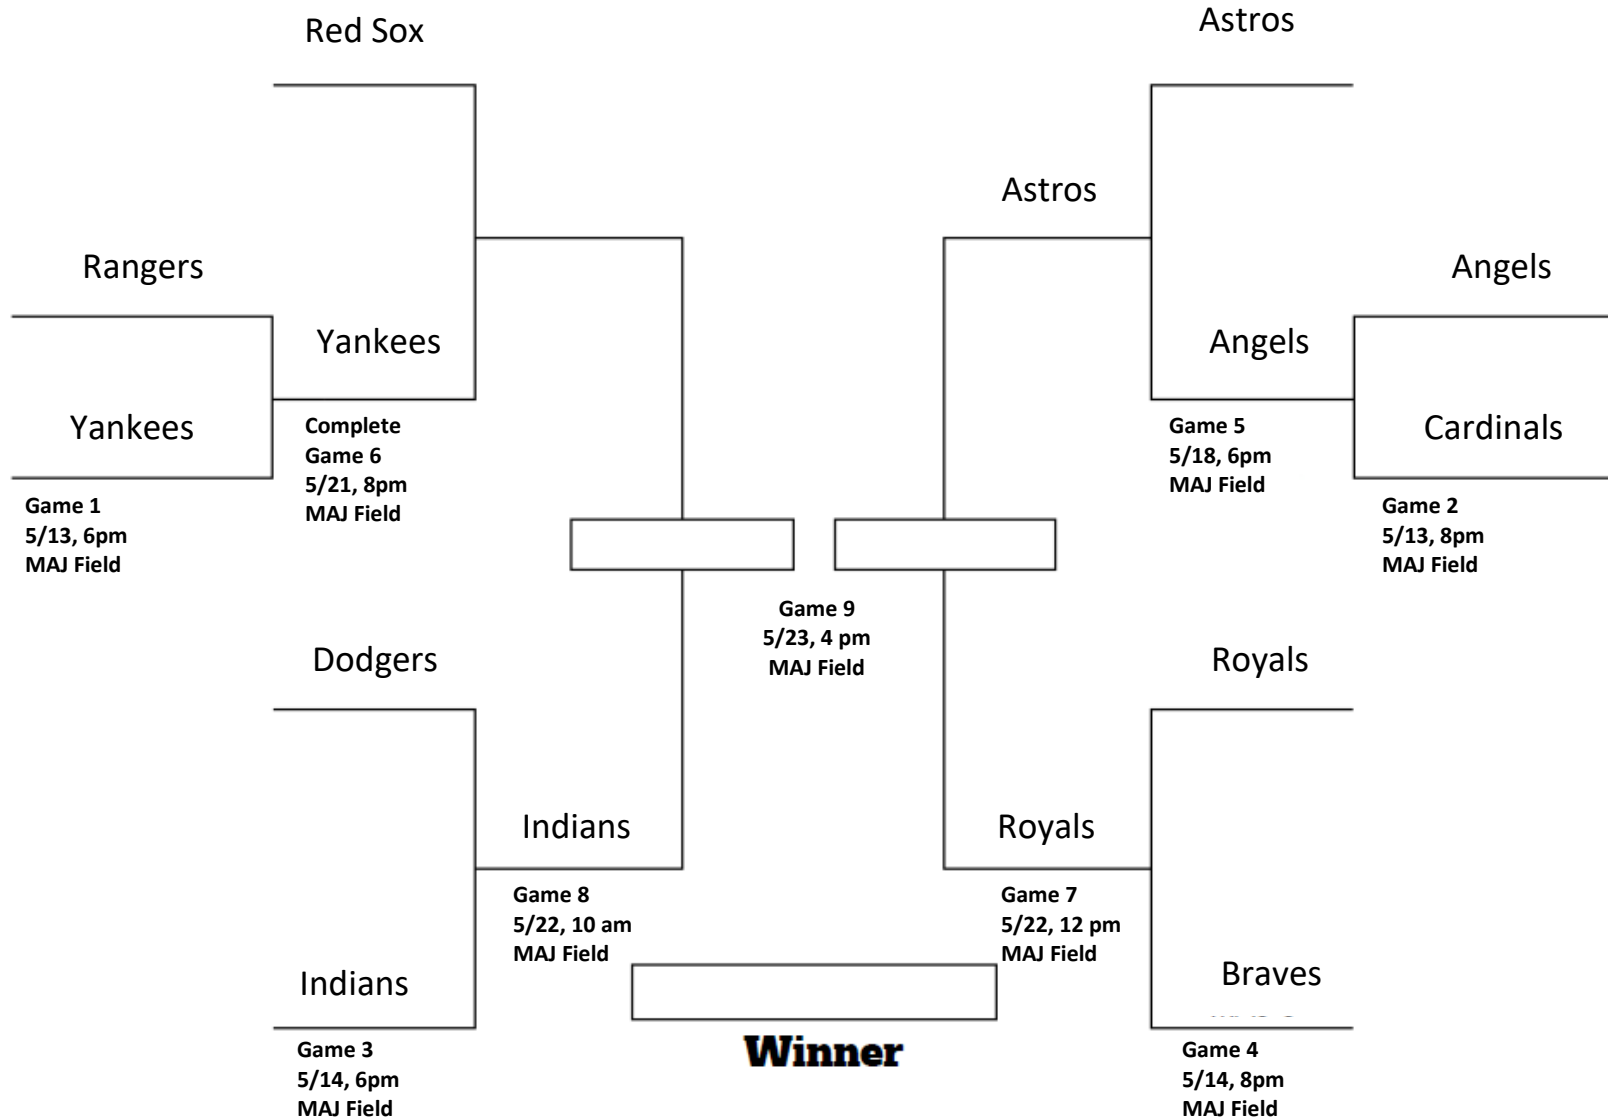 Red Sox
Astros
Astros
Rangers
Angels
Yankees
Angels
Yankees
Cardinals
Complete
Game 6
5/21, 8pm
MAJ Field
Game 5
5/18, 6pm
MAJ Field
Game 1
5/13, 6pm
MAJ Field
Game 2
5/13, 8pm
MAJ Field
Game 9
5/23, 4 pm
MAJ Field
Dodgers
Royals
Indians
Royals
Game 8
5/22, 10 am
MAJ Field
Game 7
5/22, 12 pm
MAJ Field
Indians
Braves
Winner
Game 3
5/14, 6pm
MAJ Field
Game 4
5/14, 8pm
MAJ Field